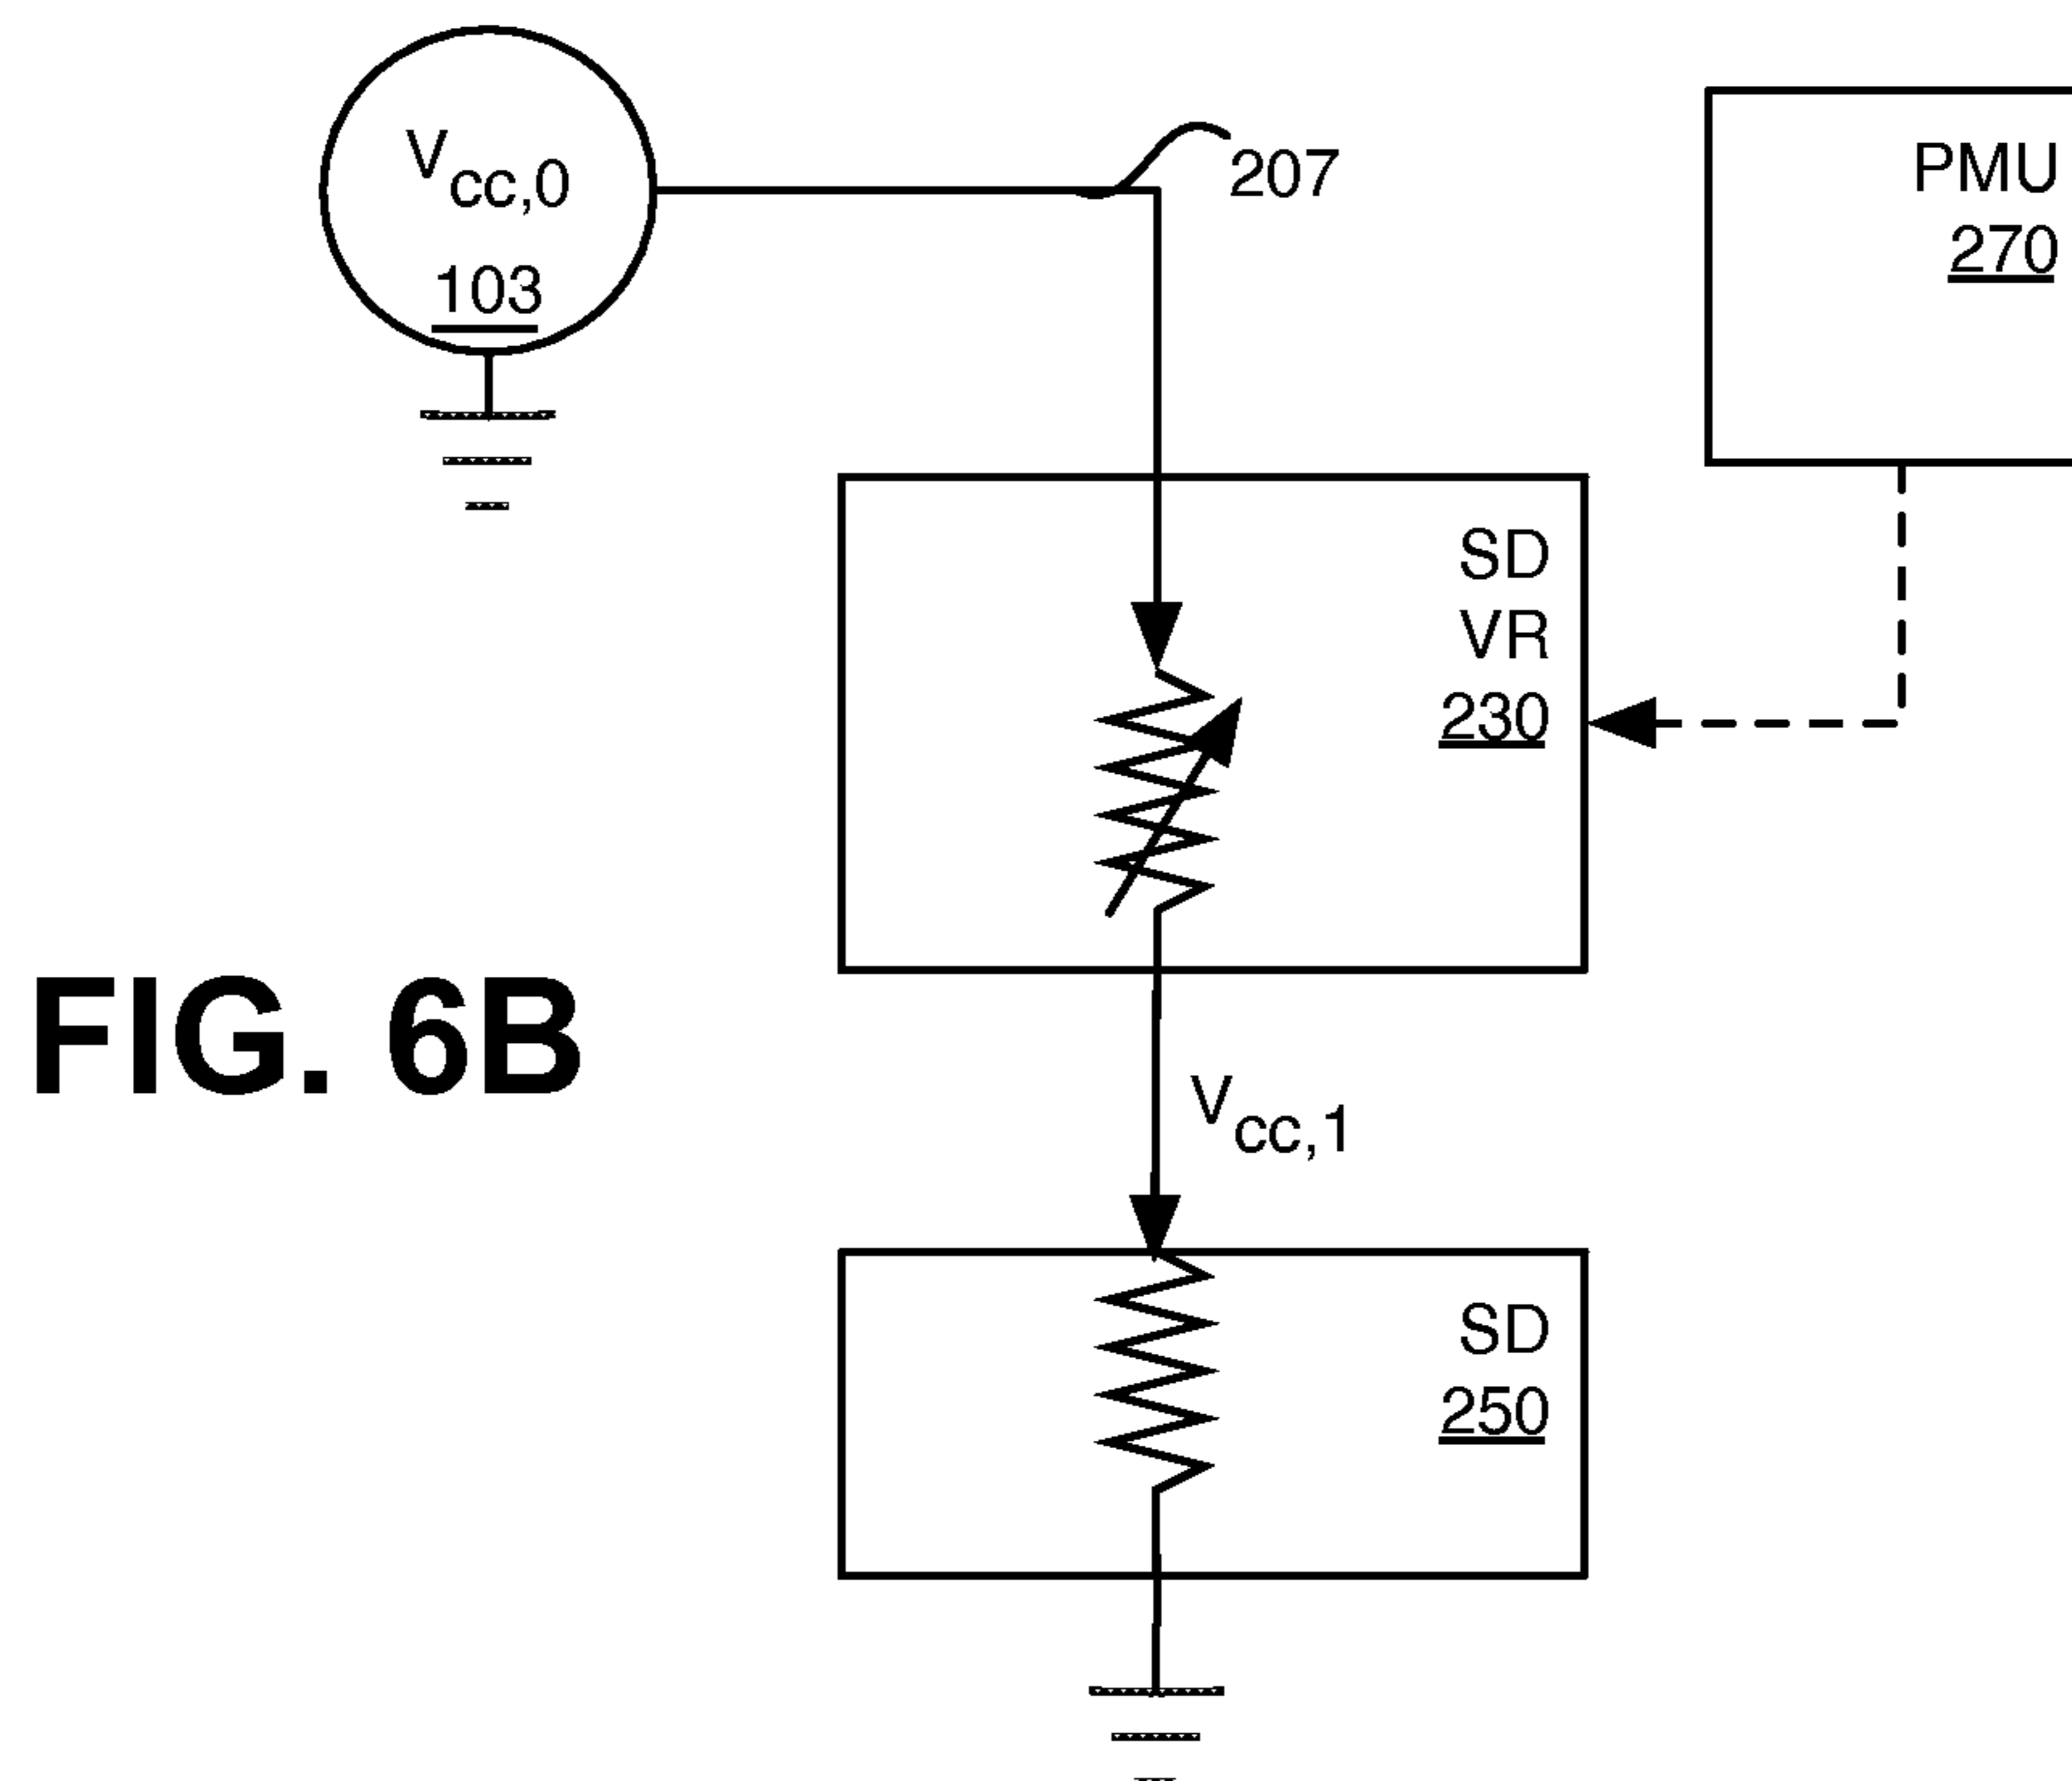 Vcc,0
103
207
PMU
270
SD
VR
230
FIG. 6B
Vcc,1
SD
250